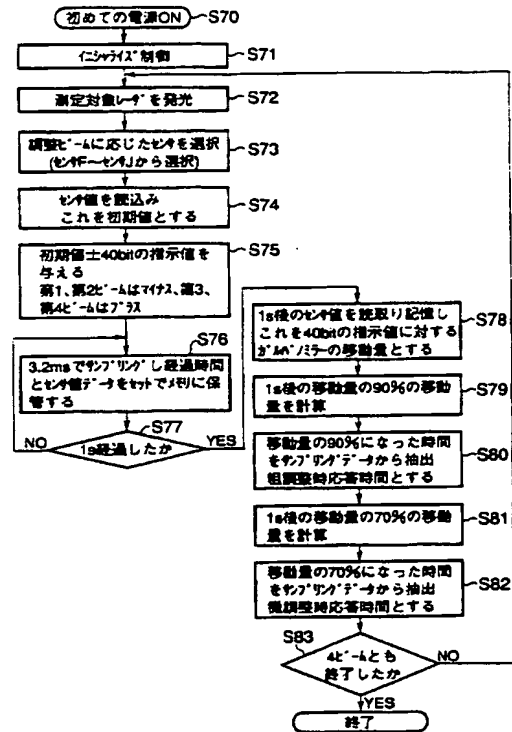 初めての電源ON
S70
イニシャライズ制御
S71
測定対象レーザを発光
S72
調整ビームに応じたセンサを選択
(センサF〜センサJから選択)
S73
センサ値を読込み
これを初期値とする
S74
初期値±40bitの指示値を
与える
第1、第2ビームはマイナス、第3、
第4ビームはプラス
S75
S76
3.2msでサンプリングし経過時間
とセンサ値データをセットでメモリに保
管する
S77
1s経過したか
NO
YES
1s後のセンサ値を読取り記憶し
これを40bitの指示値に対する
ガルバノミラーの移動量とする
S78
1s後の移動量の90%の移動
量を計算
S79
移動量の90%になった時間
をサンプリングデータから抽出
粗調整時応答時間とする
S80
1s後の移動量の70%の移動
量を計算
S81
移動量の70%になった時間
をサンプリングデータから抽出
微調整時応答時間とする
S82
S83
4ビームとも
終了したか
NO
YES
終了